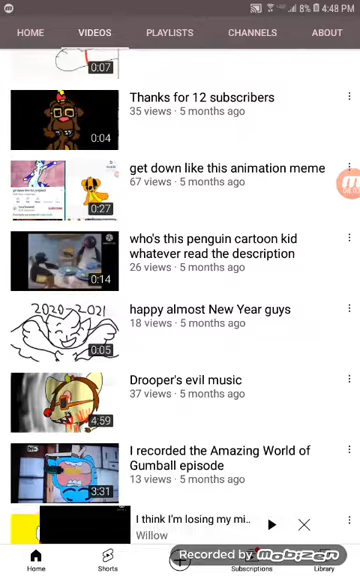 8% 4:48 PM
HOME VIDEOS PLAYLISTS CHANNELS ABOUT
0:07
Thanks for 12 subscribers
35 views · 5 months ago
0:04
get down like this animation meme
67 views · 5 months ago
0:27
who's this penguin cartoon kid
whatever read the description
26 views · 5 months ago
0:14
happy almost New Year guys
18 views · 5 months ago
2020-2021
0:05
Drooper's evil music
37 views · 5 months ago
4:59
I recorded the Amazing World of
Gumball episode
13 views · 5 months ago
3:31
I think I'm losing my mi..
Willow
Recorded by mobizen
Home Shorts Subscriptions Library